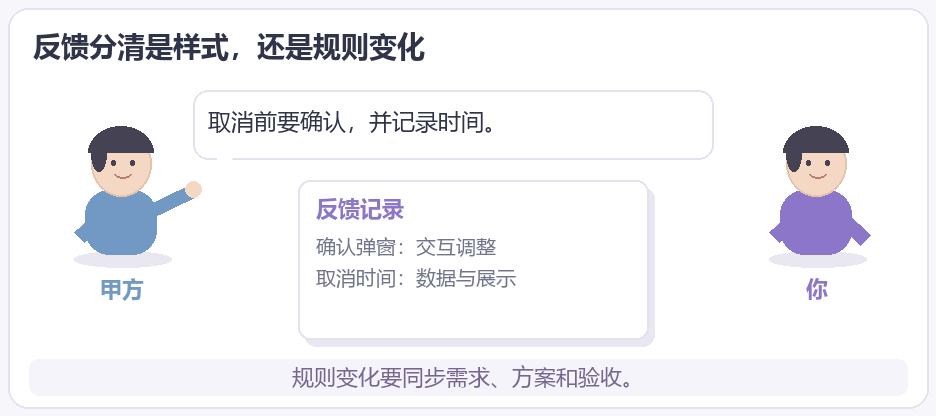 反馈分清是样式，还是规则变化
取消前要确认，并记录时间。
反馈记录
确认弹窗：交互调整
取消时间：数据与展示
甲方
你
规则变化要同步需求、方案和验收。